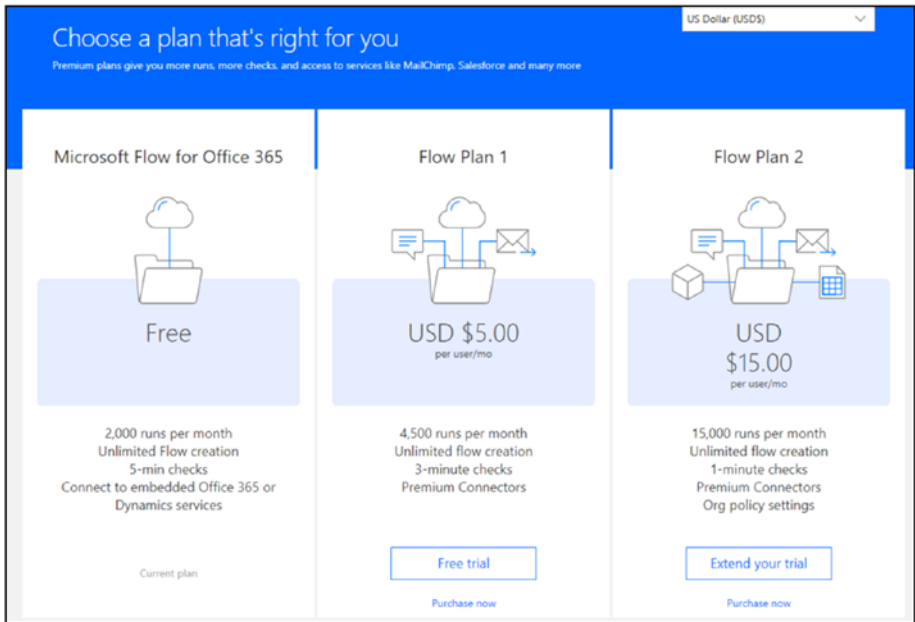 US Dollar (USD$)
Choose a plan that's right for you
Premium plans give you more runs, more checks, and access to services like MailChimp, Salesforce and many more
Microsoft Flow for Office 365
Free
2,000 runs per month
Unlimited Flow creation
5-min checks
Connect to embedded Office 365 or
Dynamics services
Current plan
Flow Plan 1
USD $5.00
per user/mo
4,500 runs per month
Unlimited flow creation
3-minute checks
Premium Connectors
Free trial
Purchase now
Flow Plan 2
USD
$15.00
per user/mo
15,000 runs per month
Unlimited flow creation
1-minute checks
Premium Connectors
Org policy settings
Extend your trial
Purchase now